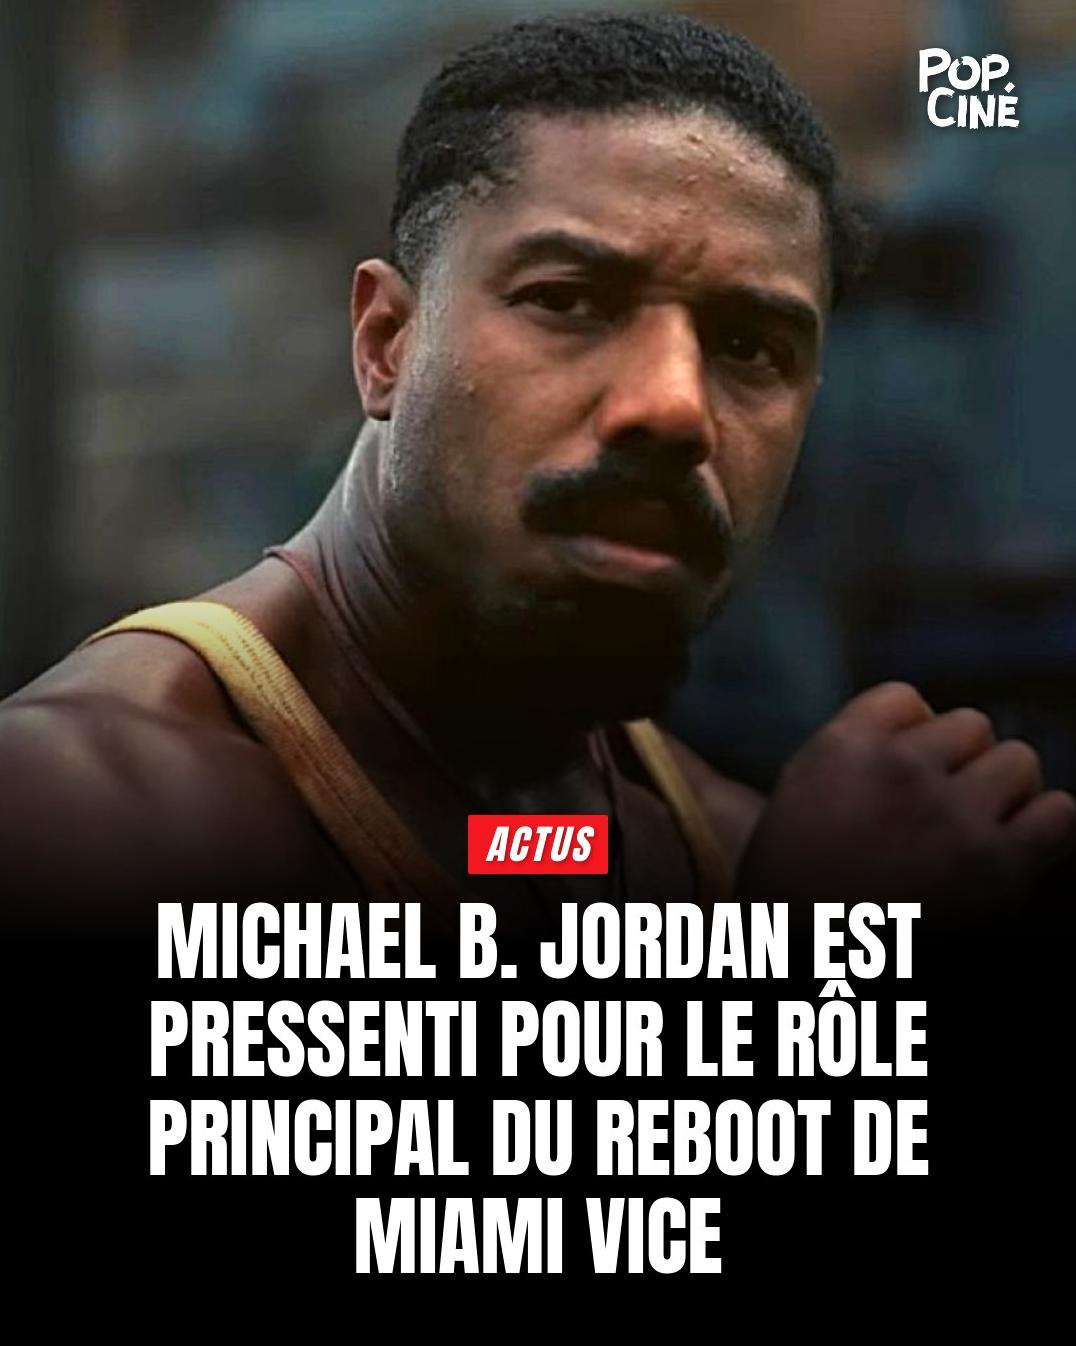 POP.
CINÉ
ACTUS
MICHAEL B. JORDAN EST
PRESSENTI POUR LE RÔLE
PRINCIPAL DU REBOOT DE
MIAMI VICE